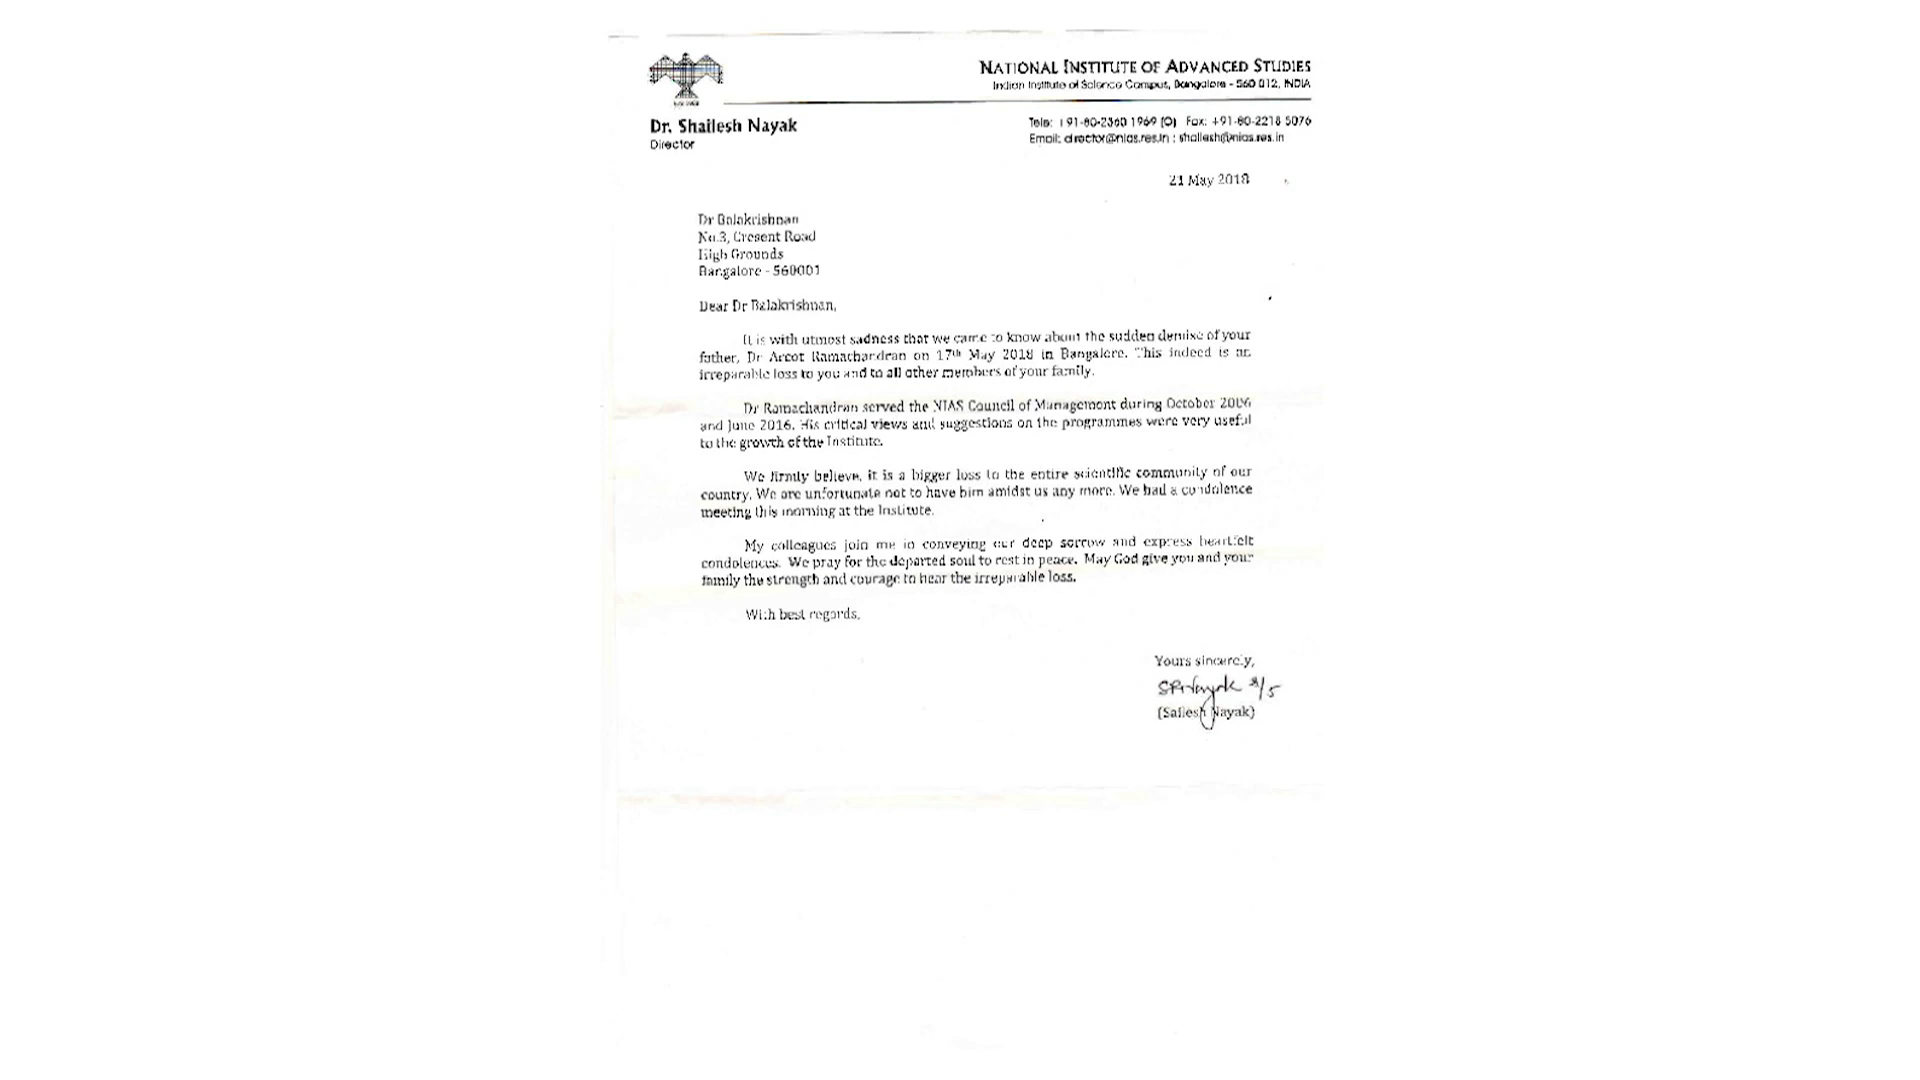 NATIONAL INSTITUTE OF ADVANCED STUDIES
Indian Institute of Science Campus, Bangalore - 560 012, INDIA
Dr. Shailesh Nayak
Director
Tele: +91-80-2360 1969 (O) Fax: +91-80-2218 5076
Email: director@nias.res.in ; shailesh@nias.res.in
21 May 2018
Dr Balakrishnan
No.3, Cresent Road
High Grounds
Bangalore - 560001
Dear Dr Balakrishnan,
It is with utmost sadness that we came to know about the sudden demise of your
father, Dr Arcot Ramachandran on 17th May 2018 in Bangalore. This indeed is an
irreparable loss to you and to all other members of your family.
Dr Ramachandran served the NIAS Council of Management during October 2006
and June 2016. His critical views and suggestions on the programmes were very useful
to the growth of the Institute.
We firmly believe, it is a bigger loss to the entire scientific community of our
country. We are unfortunate not to have him amidst us any more. We had a condolence
meeting this morning at the Institute.
My colleagues join me in conveying our deep sorrow and express heartfelt
condolences. We pray for the departed soul to rest in peace. May God give you and your
family the strength and courage to bear the irreparable loss.
With best regards,
Yours sincerely,
SRNayak
(Sailesh Nayak)